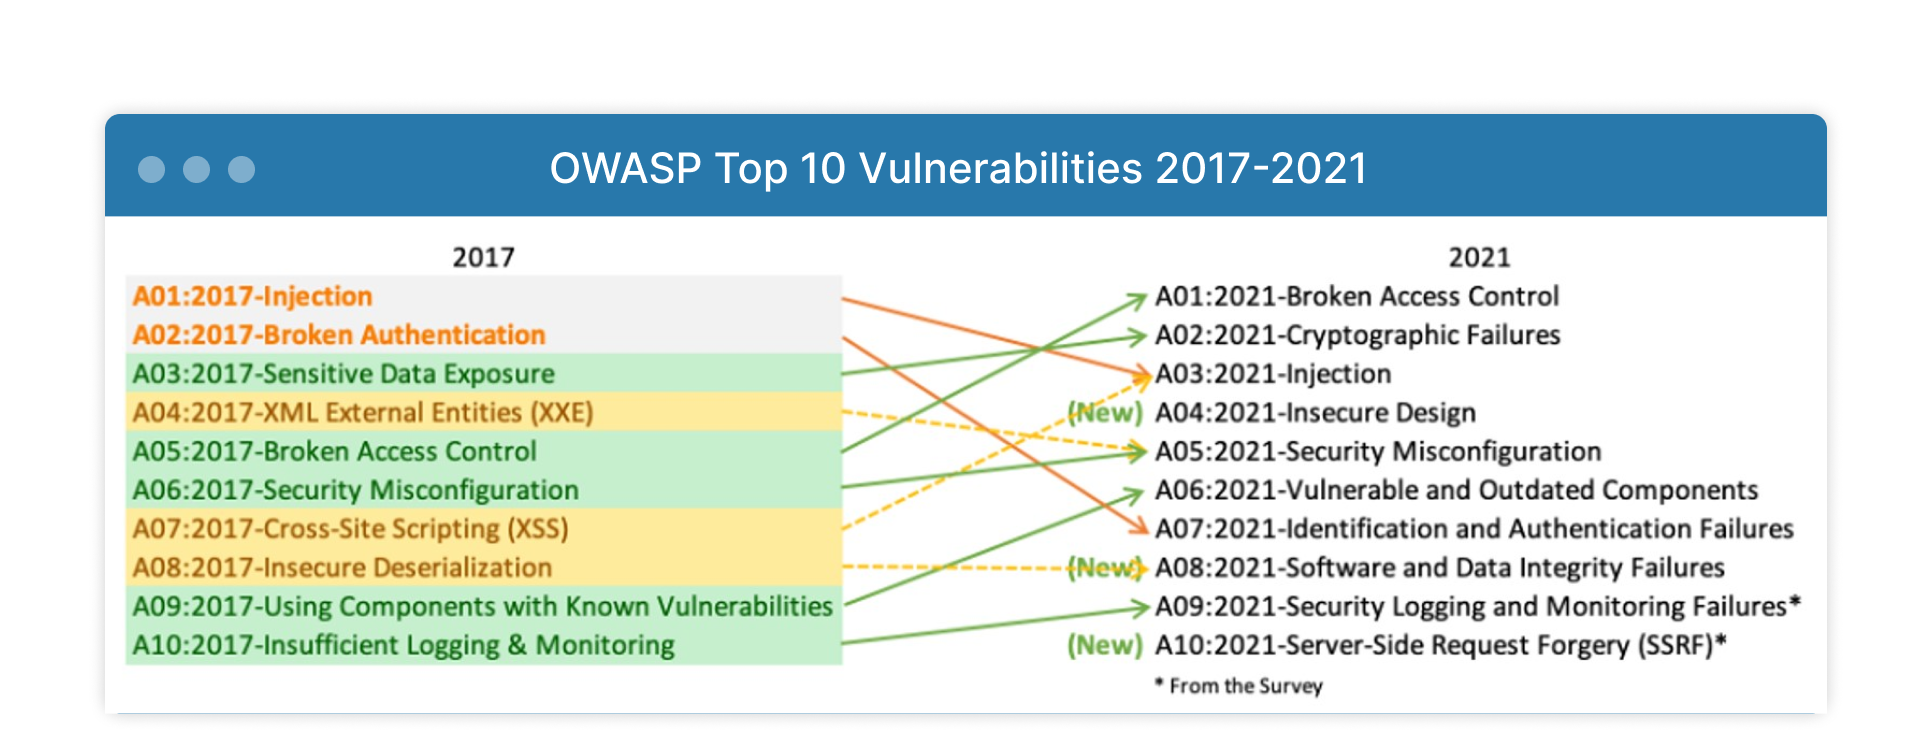 OWASP Top 10 Vulnerabilities 2017-2021
2017
A01:2017-Injection
A02:2017-Broken Authentication
A03:2017-Sensitive Data Exposure
A04:2017-XML External Entities (XXE)
A05:2017-Broken Access Control
A06:2017-Security Misconfiguration
A07:2017-Cross-Site Scripting (XSS)
A08:2017-Insecure Deserialization
A09:2017-Using Components with Known Vulnerabilities
A10:2017-Insufficient Logging & Monitoring
2021
A01:2021-Broken Access Control
A02:2021-Cryptographic Failures
A03:2021-Injection
(New) A04:2021-Insecure Design
A05:2021-Security Misconfiguration
A06:2021-Vulnerable and Outdated Components
A07:2021-Identification and Authentication Failures
(New) A08:2021-Software and Data Integrity Failures
A09:2021-Security Logging and Monitoring Failures*
(New) A10:2021-Server-Side Request Forgery (SSRF)*
* From the Survey